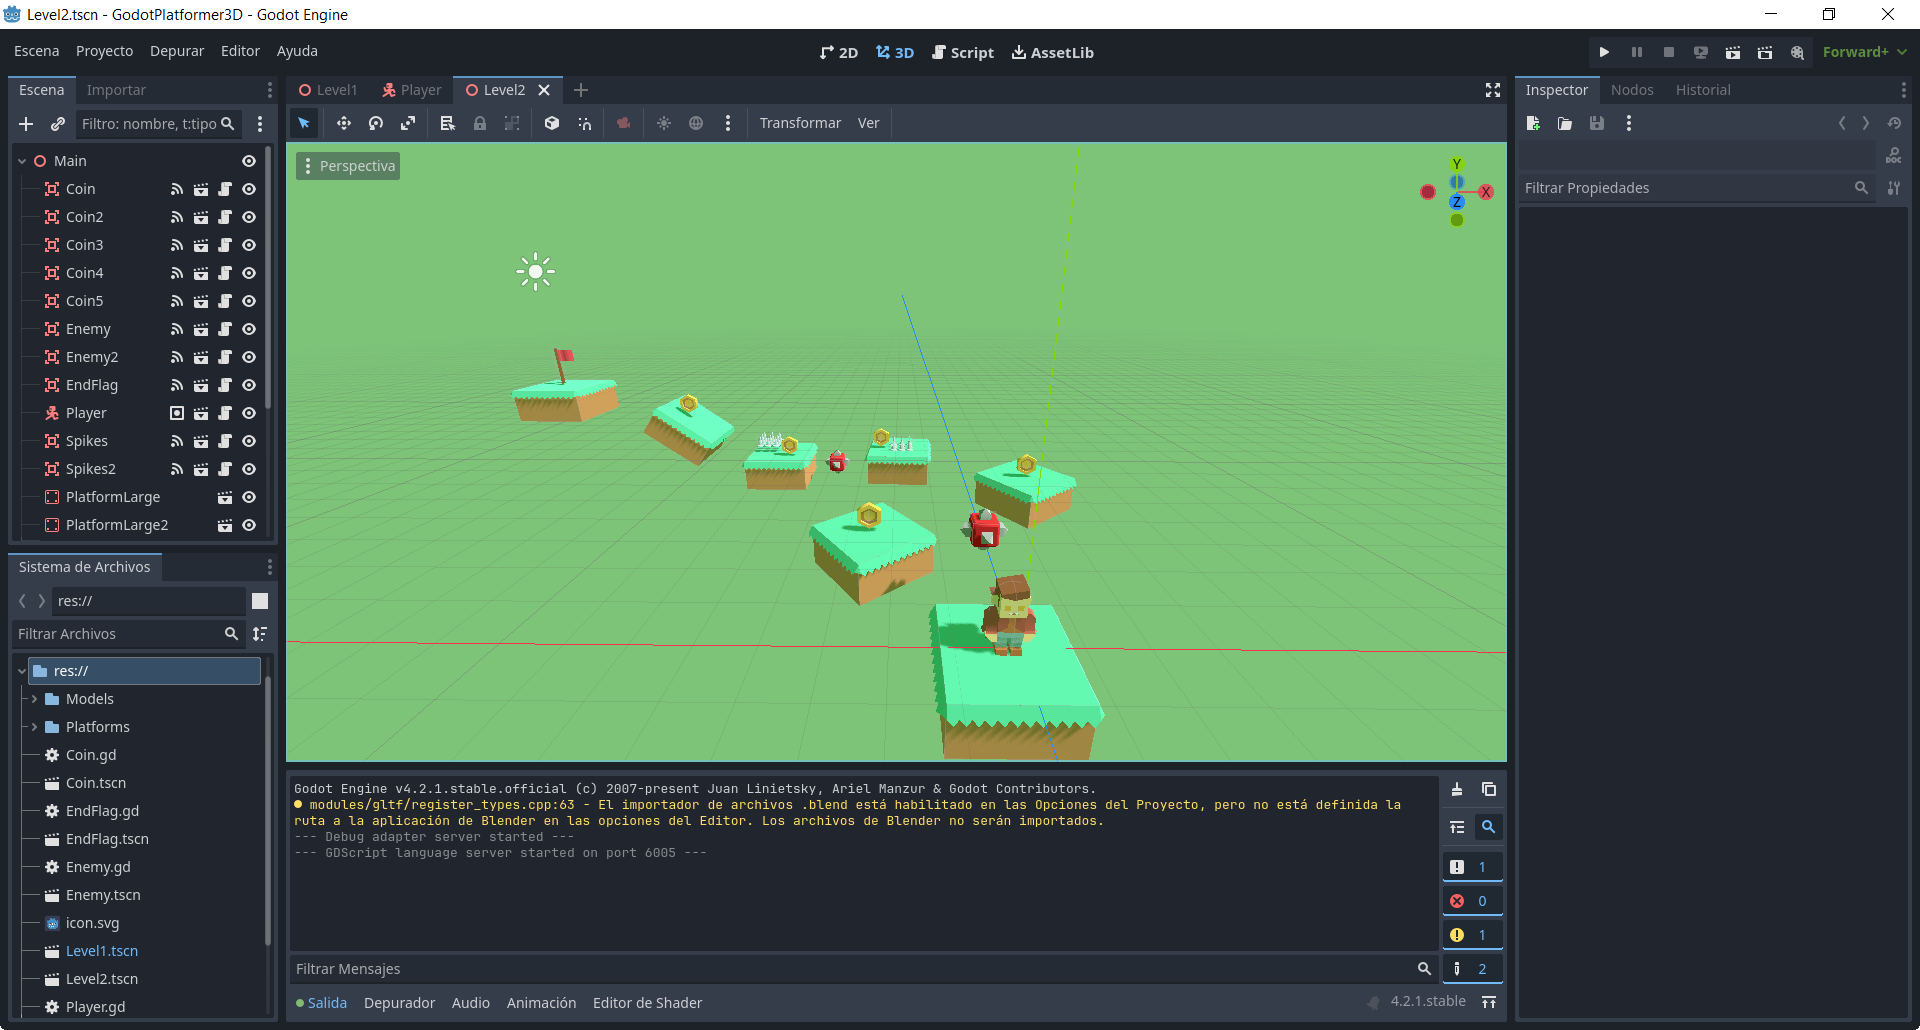 Level2.tscn - GodotPlatformer3D - Godot Engine
Escena Proyecto Depurar Editor Ayuda
2D 3D Script AssetLib
Forward+
Escena Importar
Filtro: nombre, t:tipo
Main
Coin
Coin2
Coin3
Coin4
Coin5
Enemy
Enemy2
EndFlag
Player
Spikes
Spikes2
PlatformLarge
PlatformLarge2
Sistema de Archivos
res://
Filtrar Archivos
res://
Models
Platforms
Coin.gd
Coin.tscn
EndFlag.gd
EndFlag.tscn
Enemy.gd
Enemy.tscn
icon.svg
Level1.tscn
Level2.tscn
Player.gd
Level1 Player Level2
Transformar Ver
Perspectiva
Y
X
Z
Godot Engine v4.2.1.stable.official (c) 2007-present Juan Linietsky, Ariel Manzur & Godot Contributors.
modules/gltf/register_types.cpp:63 - El importador de archivos .blend está habilitado en las Opciones del Proyecto, pero no está definida la
ruta a la aplicación de Blender en las opciones del Editor. Los archivos de Blender no serán importados.
--- Debug adapter server started ---
--- GDScript language server started on port 6005 ---
1
0
1
2
Filtrar Mensajes
Salida Depurador Audio Animación Editor de Shader
4.2.1.stable
Inspector Nodos Historial
DOC
Filtrar Propiedades